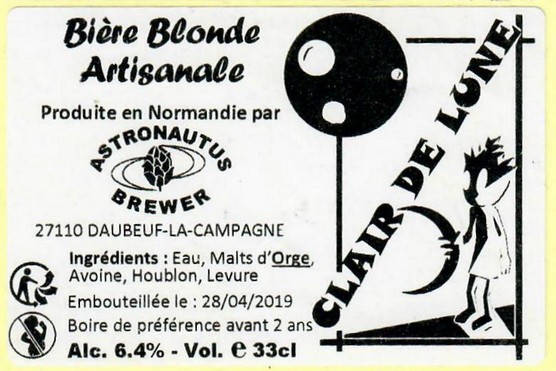 Bière Blonde
Artisanale
Produite en Normandie par
ASTRONAUTUS
BREWER
27110 DAUBEUF-LA-CAMPAGNE
Ingrédients : Eau, Malts d'Orge,
Avoine, Houblon, Levure
Embouteillée le : 28/04/2019
Boire de préférence avant 2 ans
Alc. 6.4% - Vol. e 33cl
CLAIR DE LUNE